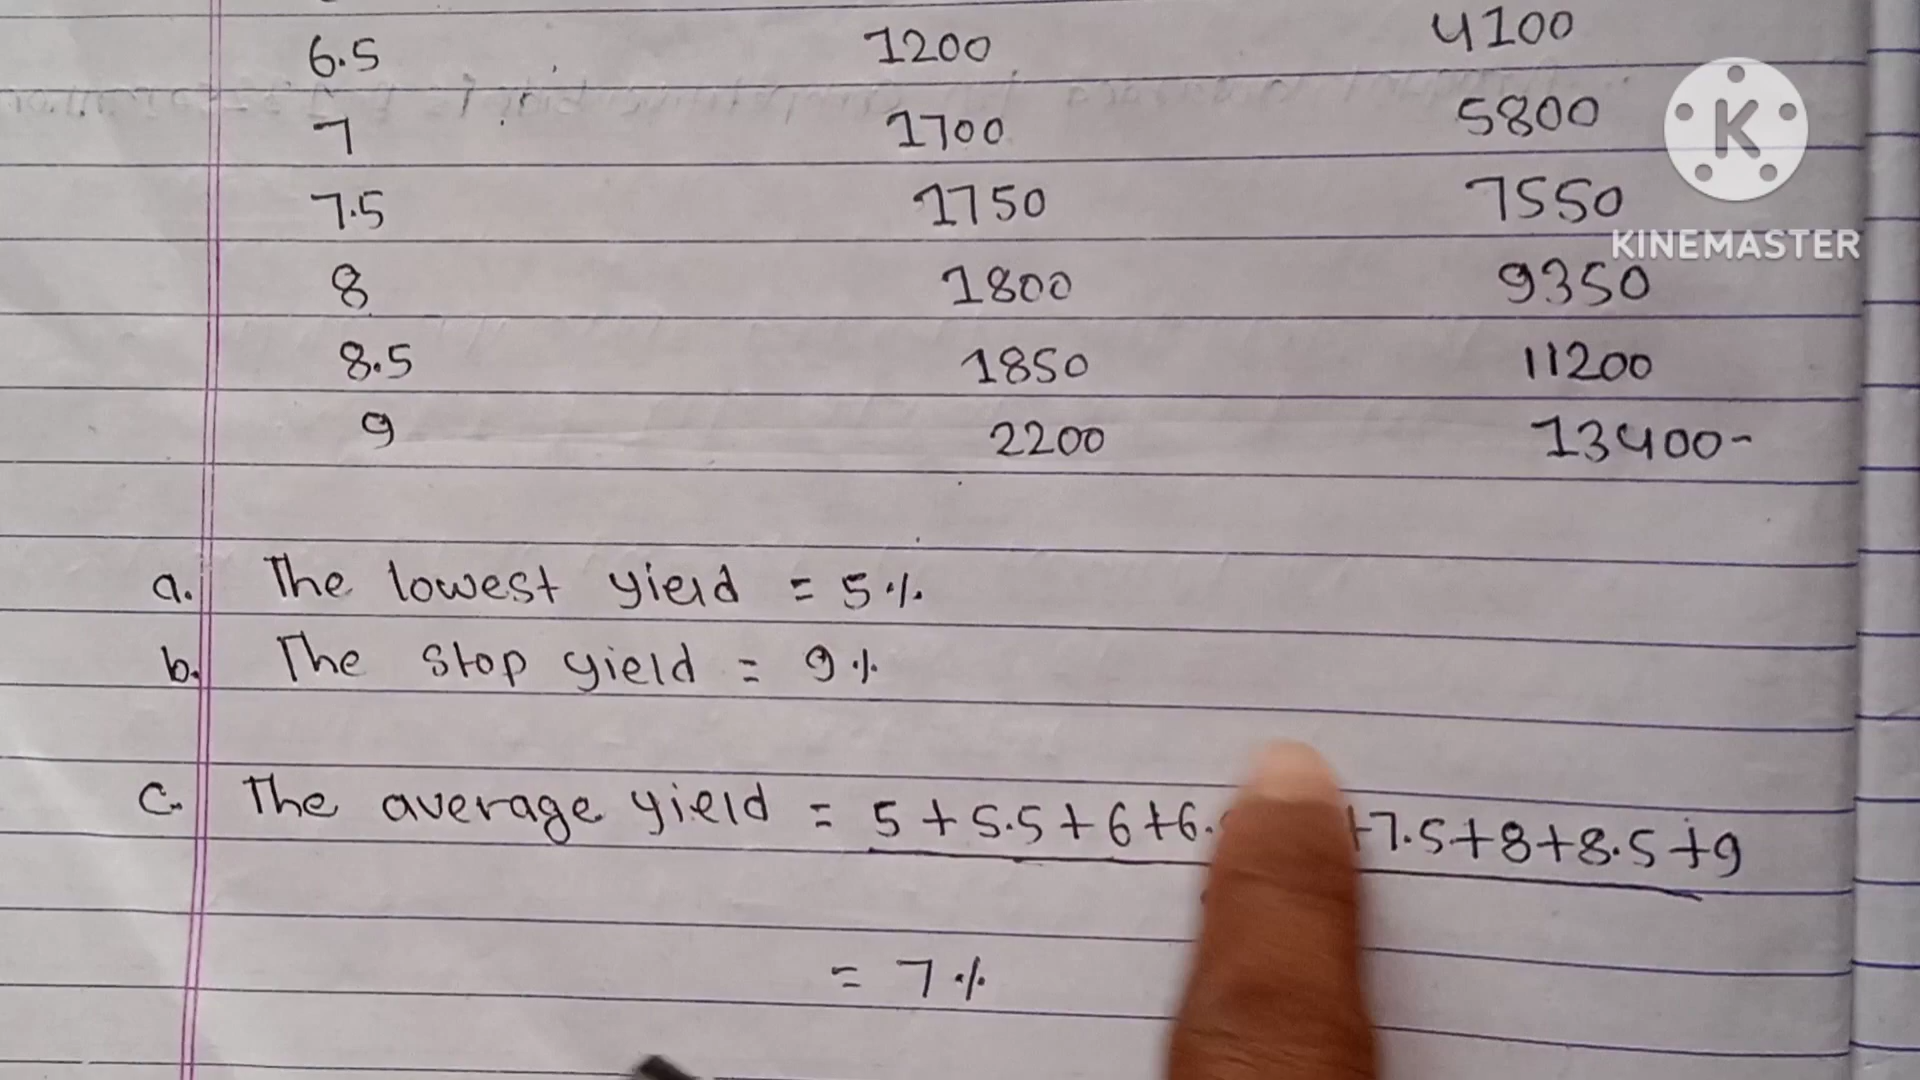 6.5 1200 4100
7 1700 5800
7.5 1750 7550
K
KINEMASTER
8 1800 9350
8.5 1850 11200
9 2200 13400-
a. The lowest yield = 5%
b. The stop yield = 9%
c. The average yield = 5+5.5+6+6. +7.5+8+8.5+9
= 7%